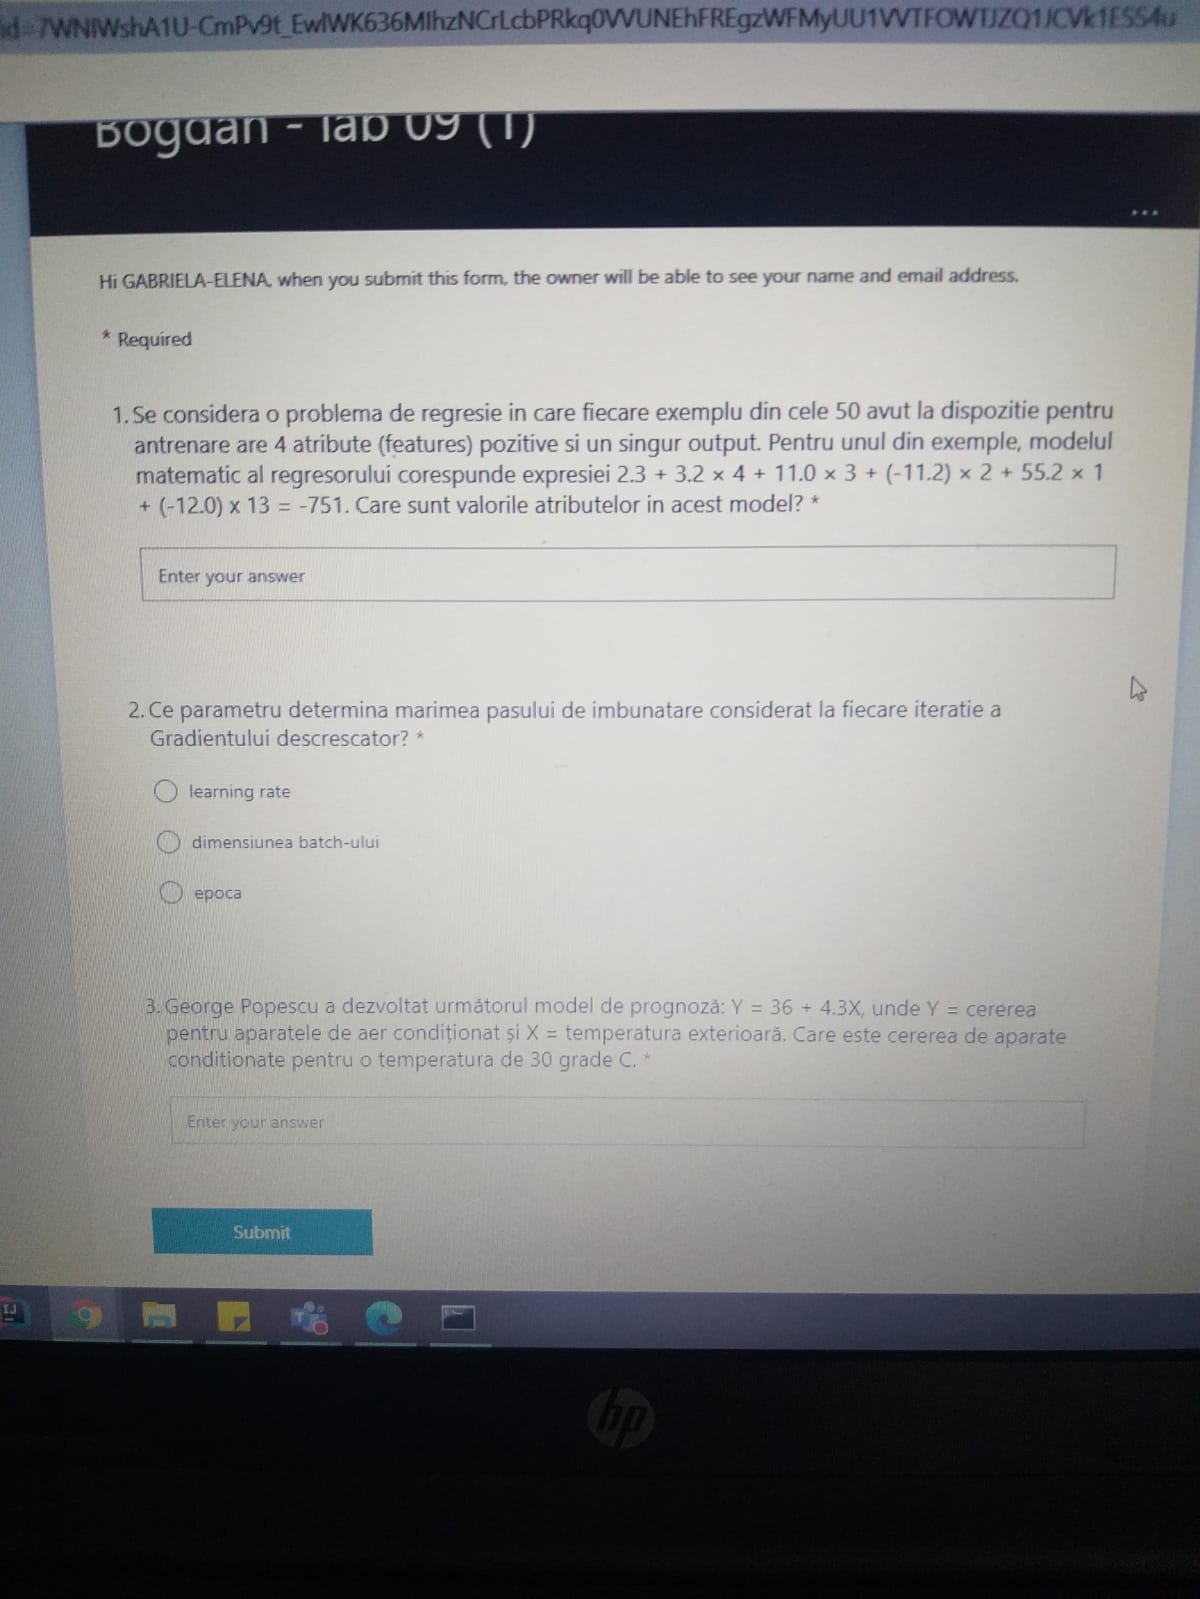 Bogdan - lab 09 (1)
...
Hi GABRIELA-ELENA, when you submit this form, the owner will be able to see your name and email address.
* Required
1. Se considera o problema de regresie in care fiecare exemplu din cele 50 avut la dispozitie pentru
antrenare are 4 atribute (features) pozitive si un singur output. Pentru unul din exemple, modelul
matematic al regresorului corespunde expresiei 2.3 + 3.2 × 4 + 11.0 × 3 + (-11.2) × 2 + 55.2 × 1
+ (-12.0) x 13 = -751. Care sunt valorile atributelor in acest model? *
Enter your answer
2. Ce parametru determina marimea pasului de imbunatare considerat la fiecare iteratie a
Gradientului descrescator? *
learning rate
dimensiunea batch-ului
epoca
3. George Popescu a dezvoltat următorul model de prognoză: Y = 36 + 4.3X, unde Y = cererea
pentru aparatele de aer condiționat și X = temperatura exterioară. Care este cererea de aparate
conditionate pentru o temperatura de 30 grade C. *
Enter your answer
Submit
IJ
hp